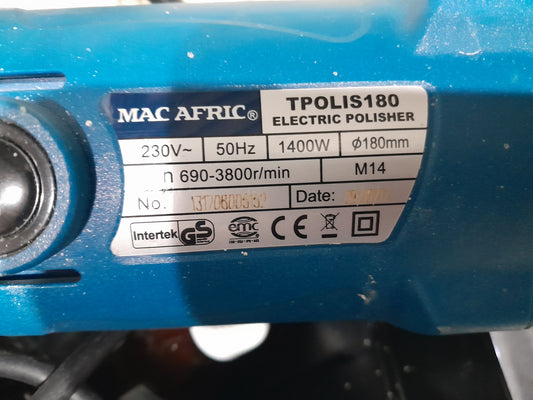 MAC AFRIC®
TPOLIS180
ELECTRIC POLISHER
230V~ 50Hz 1400W Ø180mm
n 690-3800r/min M14
No: Date:
Intertek GS emc CE